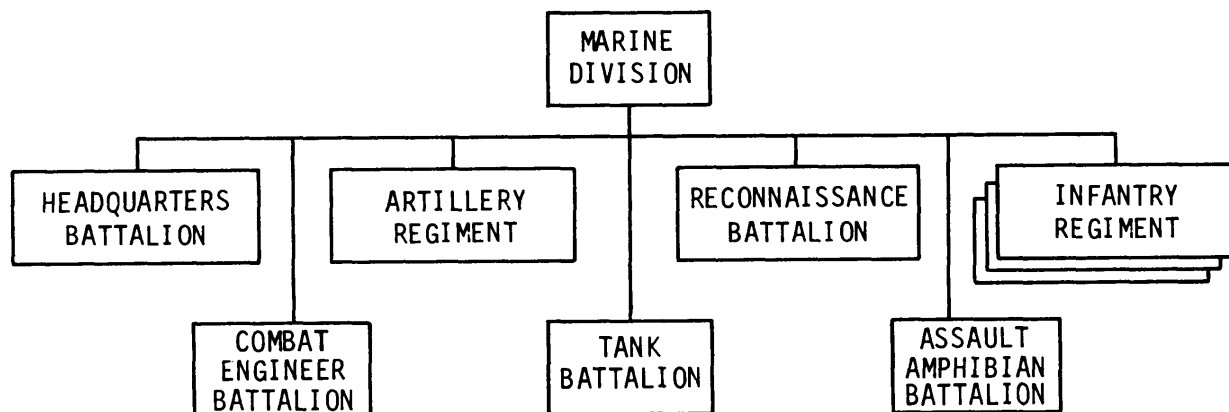 MARINE
DIVISION
HEADQUARTERS
BATTALION
ARTILLERY
REGIMENT
RECONNAISSANCE
BATTALION
INFANTRY
REGIMENT
COMBAT
ENGINEER
BATTALION
TANK
BATTALION
ASSAULT
AMPHIBIAN
BATTALION